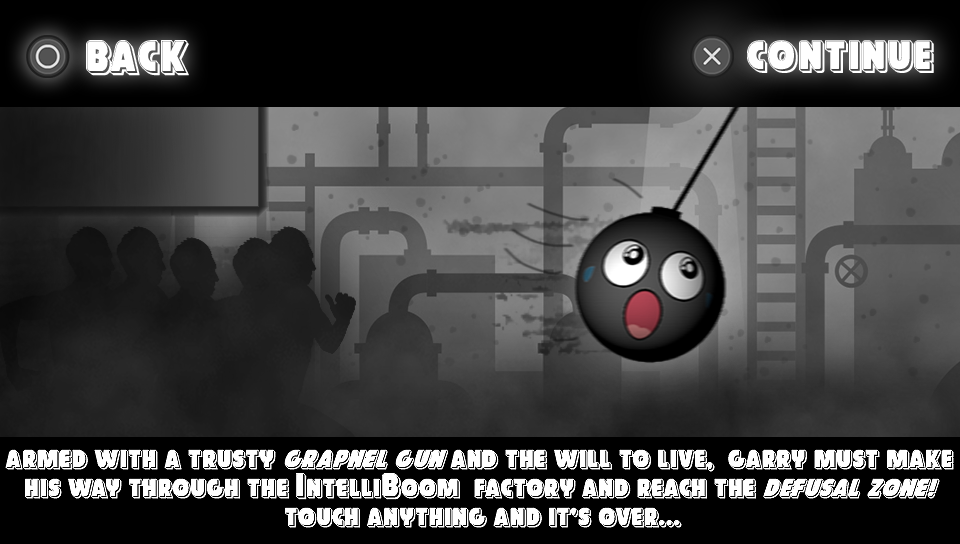 BACK
CONTINUE
ARMED WITH A TRUSTY GRAPNEL GUN AND THE WILL TO LIVE, GARRY MUST MAKE
HIS WAY THROUGH THE INTELLIBOOM FACTORY AND REACH THE DEFUSAL ZONE!
TOUCH ANYTHING AND IT'S OVER...